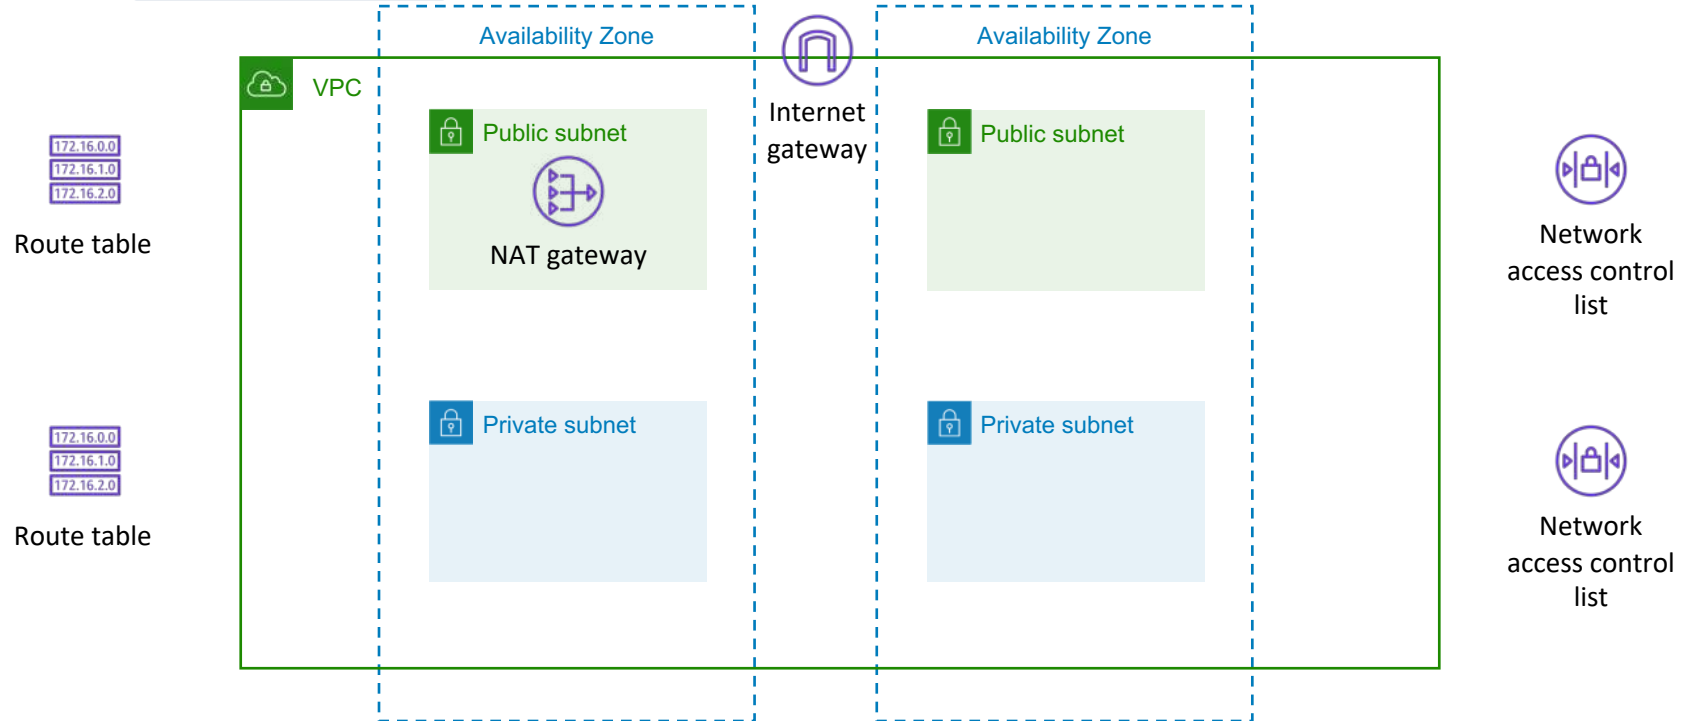 Availability Zone
Availability Zone
VPC
Internet
gateway
Public subnet
Public subnet
172.16.0.0
172.16.1.0
172.16.2.0
Route table
NAT gateway
Network
access control
list
Private subnet
Private subnet
172.16.0.0
172.16.1.0
172.16.2.0
Route table
Network
access control
list